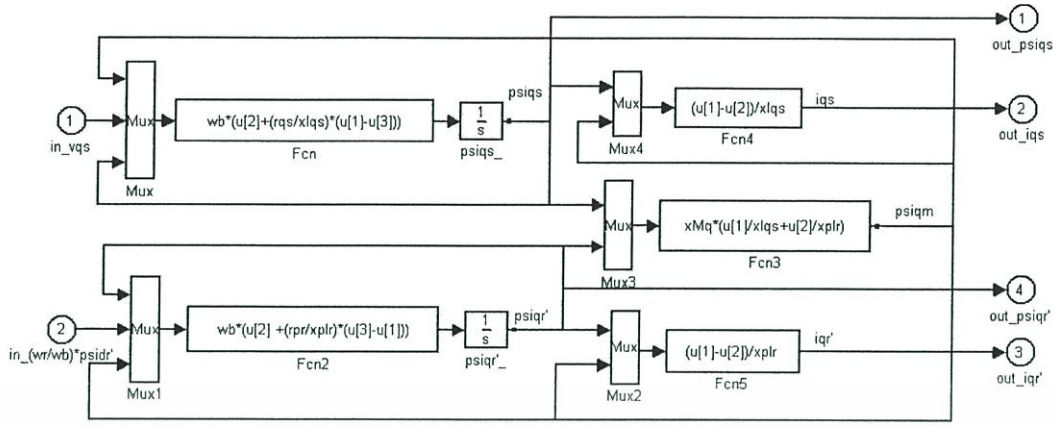 1
out_psiqs
psiqs
Mux
(u[1]-u[2])/xlqs
iqs
2
out_iqs
Fcn4
Mux4
1
in_vqs
Mux
wb*(u[2]+(rqs/xlqs)*(u[1]-u[3]))
Fcn
1
s
psiqs_
Mux
Mux
xMq*(u[1]/xlqs+u[2]/xplr)
psiqm
Fcn3
Mux3
4
out_psiqr'
2
in_(wr/wb)*psidr'
Mux
wb*(u[2] +(rpr/xplr)*(u[3]-u[1]))
Fcn2
1
s
psiqr'_
psiqr'
Mux1
Mux
(u[1]-u[2])/xplr
iqr'
3
out_iqr'
Fcn5
Mux2